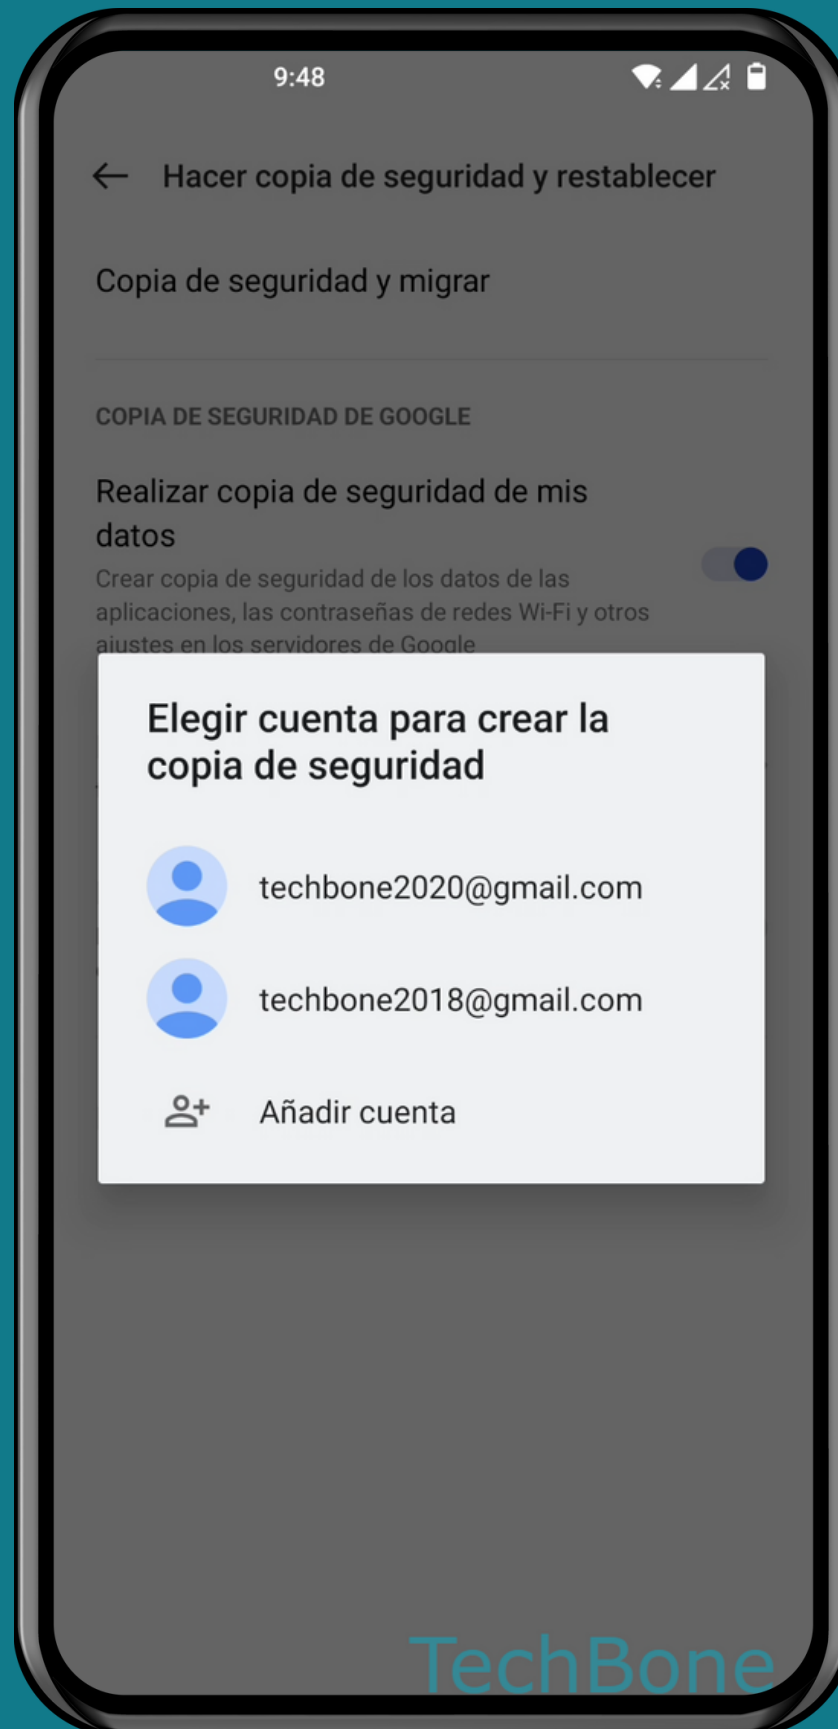 9:48
Hacer copia de seguridad y restablecer
Copia de seguridad y migrar
COPIA DE SEGURIDAD DE GOOGLE
Realizar copia de seguridad de mis
datos
Crear copia de seguridad de los datos de las
aplicaciones, las contraseñas de redes Wi-Fi y otros
ajustes en los servidores de Google
Elegir cuenta para crear la
copia de seguridad
techbone2020@gmail.com
techbone2018@gmail.com
Añadir cuenta
TechBone